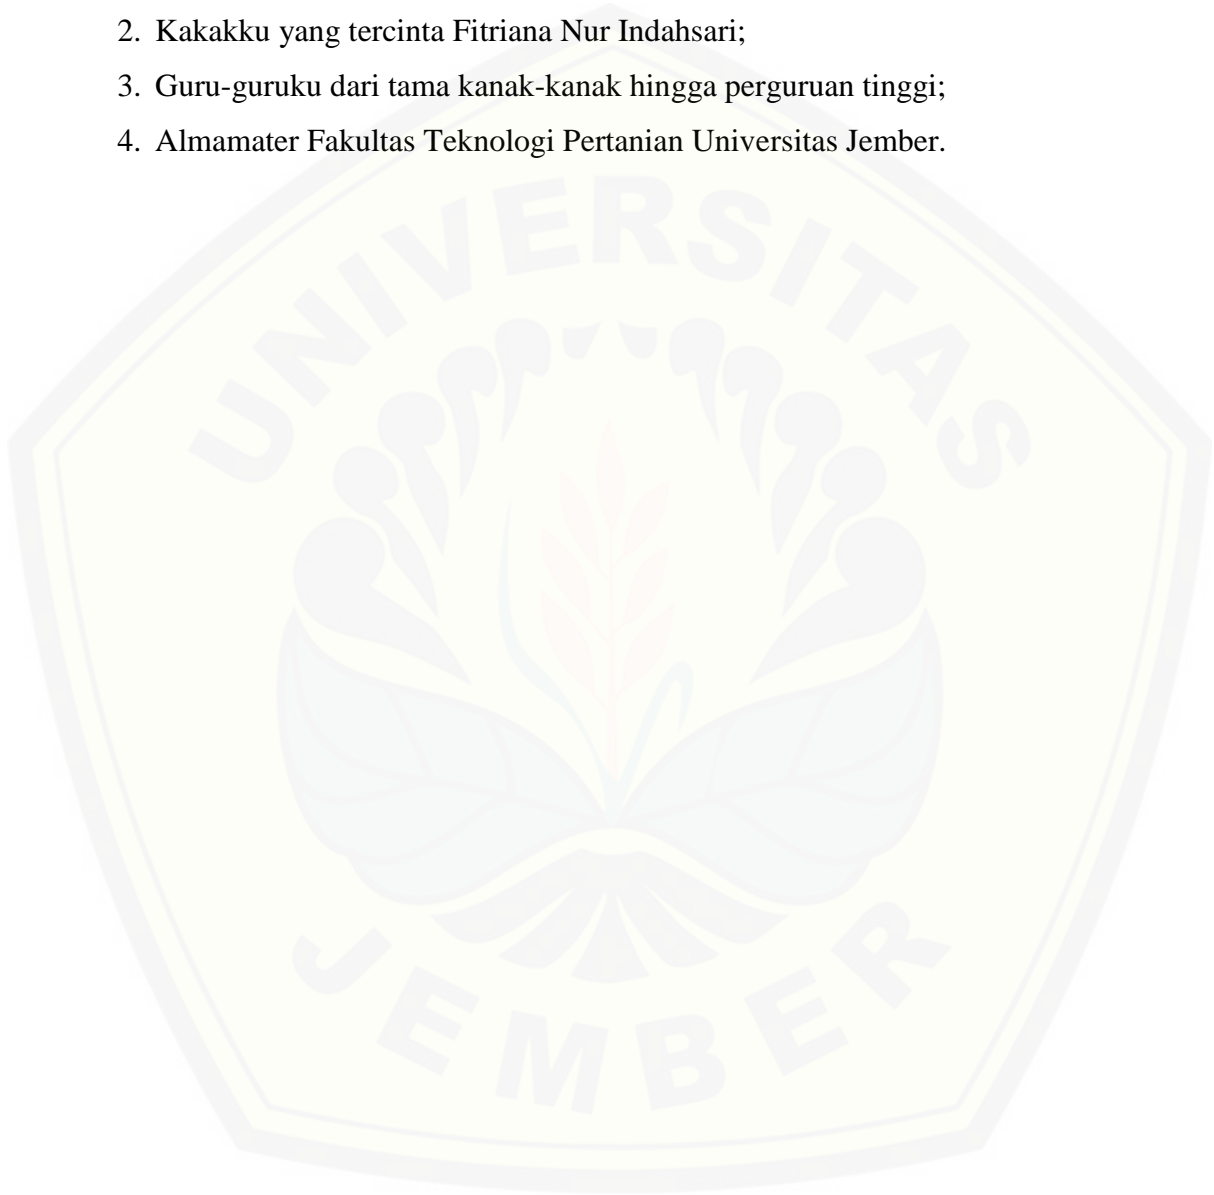 2. Kakakku yang tercinta Fitriana Nur Indahsari;
3. Guru-guruku dari tama kanak-kanak hingga perguruan tinggi;
4. Almamater Fakultas Teknologi Pertanian Universitas Jember.
UNIVERSITAS
JEMBER